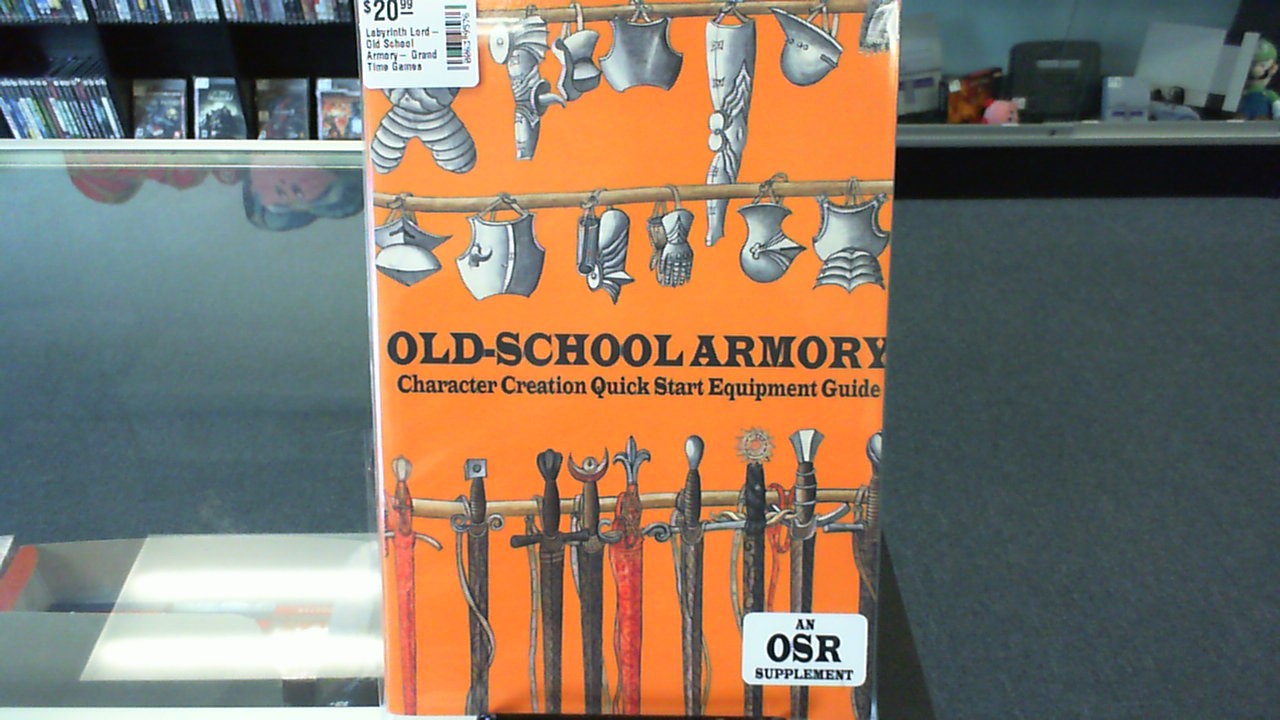 $20.99
Labyrinth Lord –
Old School
Armory – Grand
Time Games
OLD-SCHOOL ARMORY
Character Creation Quick Start Equipment Guide
AN
OSR
SUPPLEMENT